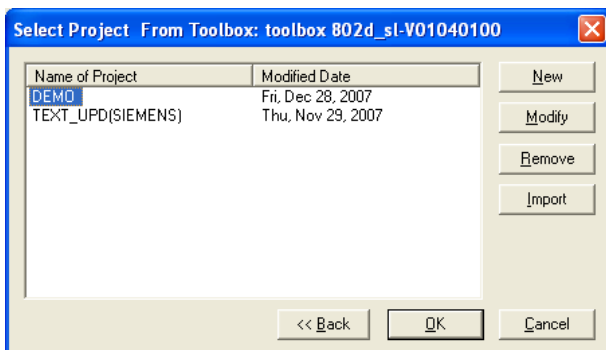 Select Project From Toolbox: toolbox 802d_sl-V01040100
Name of Project Modified Date
DEMO Fri, Dec 28, 2007
TEXT_UPD(SIEMENS) Thu, Nov 29, 2007
New
Modify
Remove
Import
<< Back OK Cancel